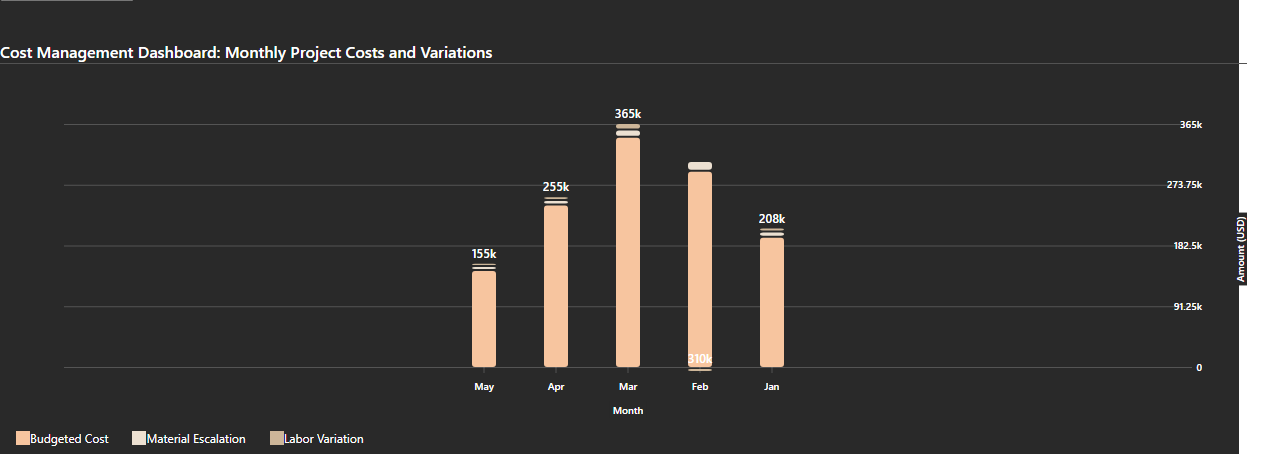 Cost Management Dashboard: Monthly Project Costs and Variations
365k
255k
155k
208k
310k
365k
273.75k
182.5k
91.25k
0
Amount (USD)
May Apr Mar Feb Jan
Month
Budgeted Cost Material Escalation Labor Variation